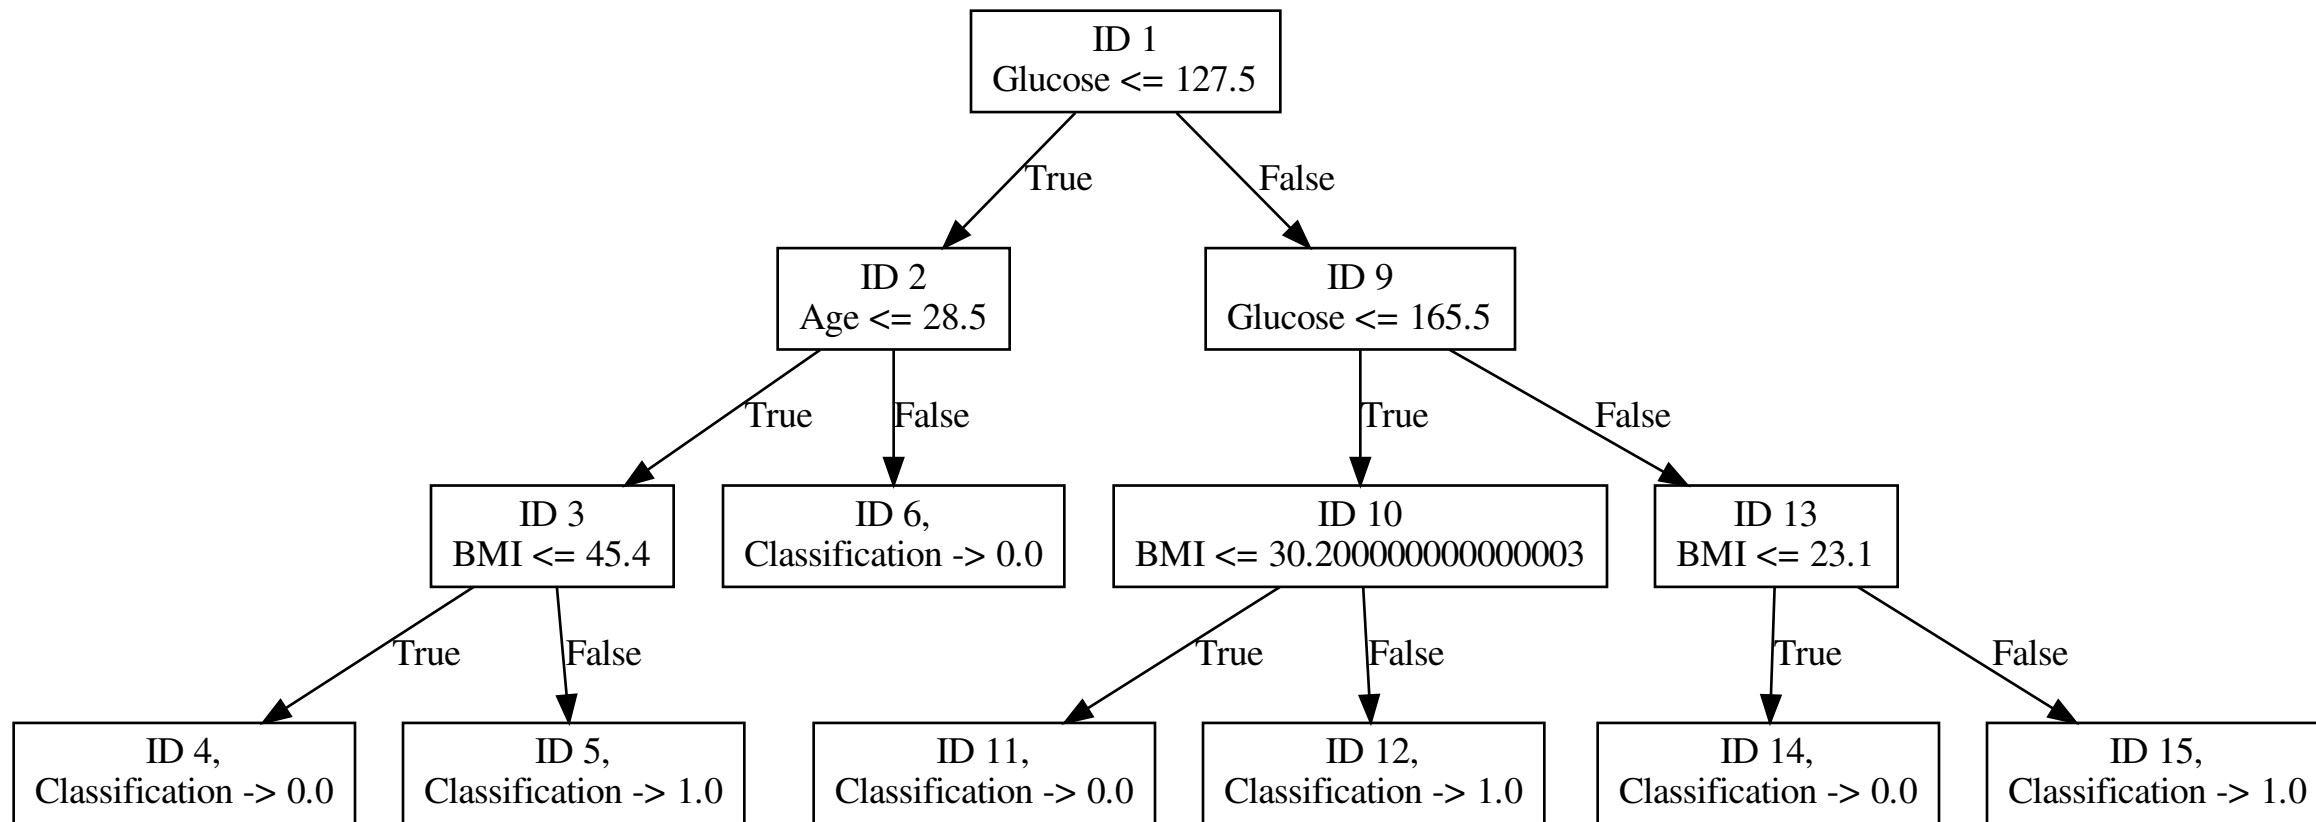 ID 1
Glucose <= 127.5
True
False
ID 2
Age <= 28.5
ID 9
Glucose <= 165.5
True
False
True
False
ID 3
BMI <= 45.4
ID 6,
Classification -> 0.0
ID 10
BMI <= 30.200000000000003
ID 13
BMI <= 23.1
True
False
True
False
True
False
ID 4,
Classification -> 0.0
ID 5,
Classification -> 1.0
ID 11,
Classification -> 0.0
ID 12,
Classification -> 1.0
ID 14,
Classification -> 0.0
ID 15,
Classification -> 1.0